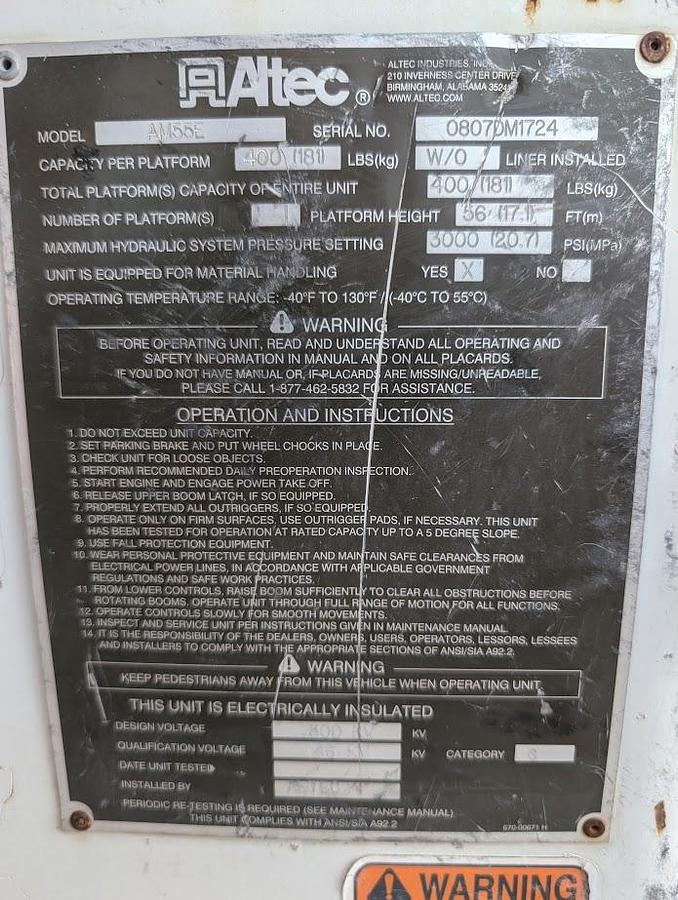 Altec ®
ALTEC INDUSTRIES, INC.
210 INVERNESS CENTER DRIVE
BIRMINGHAM, ALABAMA 35242
WWW.ALTEC.COM
MODEL AM55E SERIAL NO. 0807DM1724
CAPACITY PER PLATFORM 400 (181) LBS(kg) W/O LINER INSTALLED
TOTAL PLATFORM(S) CAPACITY OF ENTIRE UNIT 400 (181) LBS(kg)
NUMBER OF PLATFORM(S) PLATFORM HEIGHT 56 (17.1) FT(m)
MAXIMUM HYDRAULIC SYSTEM PRESSURE SETTING 3000 (20.7) PSI(MPa)
UNIT IS EQUIPPED FOR MATERIAL HANDLING YES X NO
OPERATING TEMPERATURE RANGE: -40°F TO 130°F / (-40°C TO 55°C)
WARNING
BEFORE OPERATING UNIT, READ AND UNDERSTAND ALL OPERATING AND
SAFETY INFORMATION IN MANUAL AND ON ALL PLACARDS.
IF YOU DO NOT HAVE MANUAL OR, IF PLACARDS ARE MISSING/UNREADABLE,
PLEASE CALL 1-877-462-5832 FOR ASSISTANCE.
OPERATION AND INSTRUCTIONS
1. DO NOT EXCEED UNIT CAPACITY.
2. SET PARKING BRAKE AND PUT WHEEL CHOCKS IN PLACE.
3. CHECK UNIT FOR LOOSE OBJECTS.
4. PERFORM RECOMMENDED DAILY PREOPERATION INSPECTION.
5. START ENGINE AND ENGAGE POWER TAKE OFF.
6. RELEASE UPPER BOOM LATCH, IF SO EQUIPPED.
7. PROPERLY EXTEND ALL OUTRIGGERS, IF SO EQUIPPED.
8. OPERATE ONLY ON FIRM SURFACES. USE OUTRIGGER PADS, IF NECESSARY. THIS UNIT
HAS BEEN TESTED FOR OPERATION AT RATED CAPACITY UP TO A 5 DEGREE SLOPE.
9. USE FALL PROTECTION EQUIPMENT.
10. WEAR PERSONAL PROTECTIVE EQUIPMENT AND MAINTAIN SAFE CLEARANCES FROM
ELECTRICAL POWER LINES, IN ACCORDANCE WITH APPLICABLE GOVERNMENT
REGULATIONS AND SAFE WORK PRACTICES.
11. FROM LOWER CONTROLS, RAISE BOOM SUFFICIENTLY TO CLEAR ALL OBSTRUCTIONS BEFORE
ROTATING BOOMS. OPERATE UNIT THROUGH FULL RANGE OF MOTION FOR ALL FUNCTIONS.
12. OPERATE CONTROLS SLOWLY FOR SMOOTH MOVEMENTS.
13. INSPECT AND SERVICE UNIT PER INSTRUCTIONS GIVEN IN MAINTENANCE MANUAL.
14. IT IS THE RESPONSIBILITY OF THE DEALERS, OWNERS, USERS, OPERATORS, LESSORS, LESSEES
AND INSTALLERS TO COMPLY WITH THE APPROPRIATE SECTIONS OF ANSI/SIA A92.2.
WARNING
KEEP PEDESTRIANS AWAY FROM THIS VEHICLE WHEN OPERATING UNIT
THIS UNIT IS ELECTRICALLY INSULATED
DESIGN VOLTAGE KV
QUALIFICATION VOLTAGE 46 KV KV CATEGORY
DATE UNIT TESTED
INSTALLED BY
PERIODIC RE-TESTING IS REQUIRED (SEE MAINTENANCE MANUAL)
THIS UNIT COMPLIES WITH ANSI/SIA A92.2
670-00671 H
WARNING